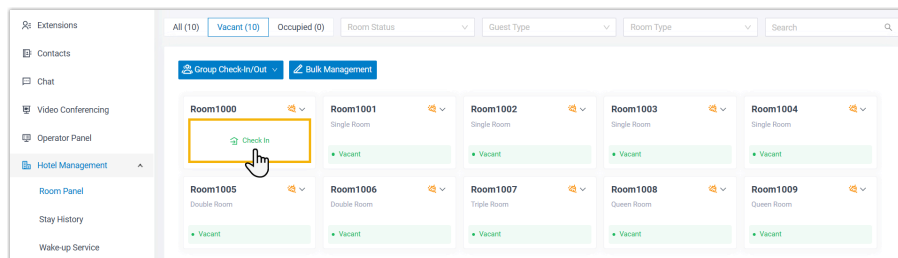 Extensions
Contacts
Chat
Video Conferencing
Operator Panel
Hotel Management
Room Panel
Stay History
Wake-up Service
All (10) Vacant (10) Occupied (0) Room Status Guest Type Room Type Search
Group Check-In/Out Bulk Management
Room1000 Room1001 Room1002 Room1003 Room1004
Single Room Single Room Single Room Single Room
Check In
Vacant Vacant Vacant Vacant
Room1005 Room1006 Room1007 Room1008 Room1009
Double Room Double Room Triple Room Queen Room Queen Room
Vacant Vacant Vacant Vacant Vacant